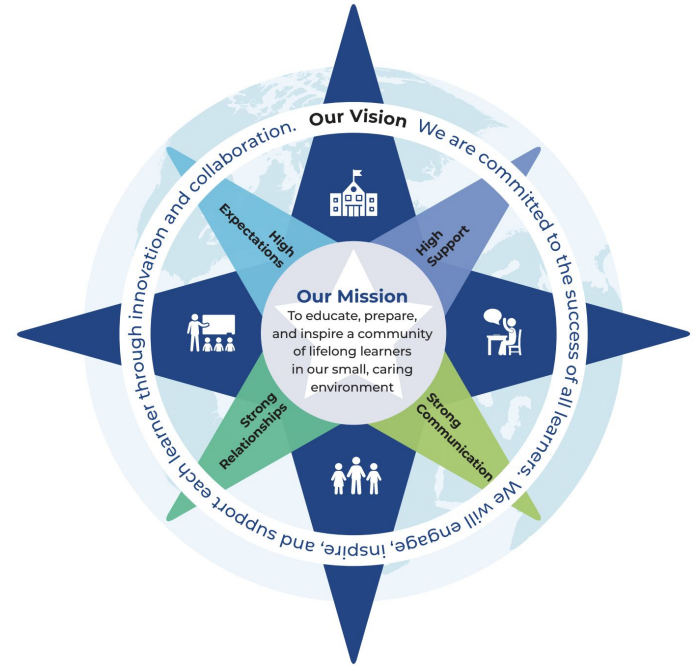 Our Vision We are committed to the success of all learners. We will engage, inspire, and support each learner through innovation and collaboration.
High
Expectations
High
Support
Our Mission
To educate, prepare,
and inspire a community
of lifelong learners
in our small, caring
environment
Strong
Relationships
Strong
Communication